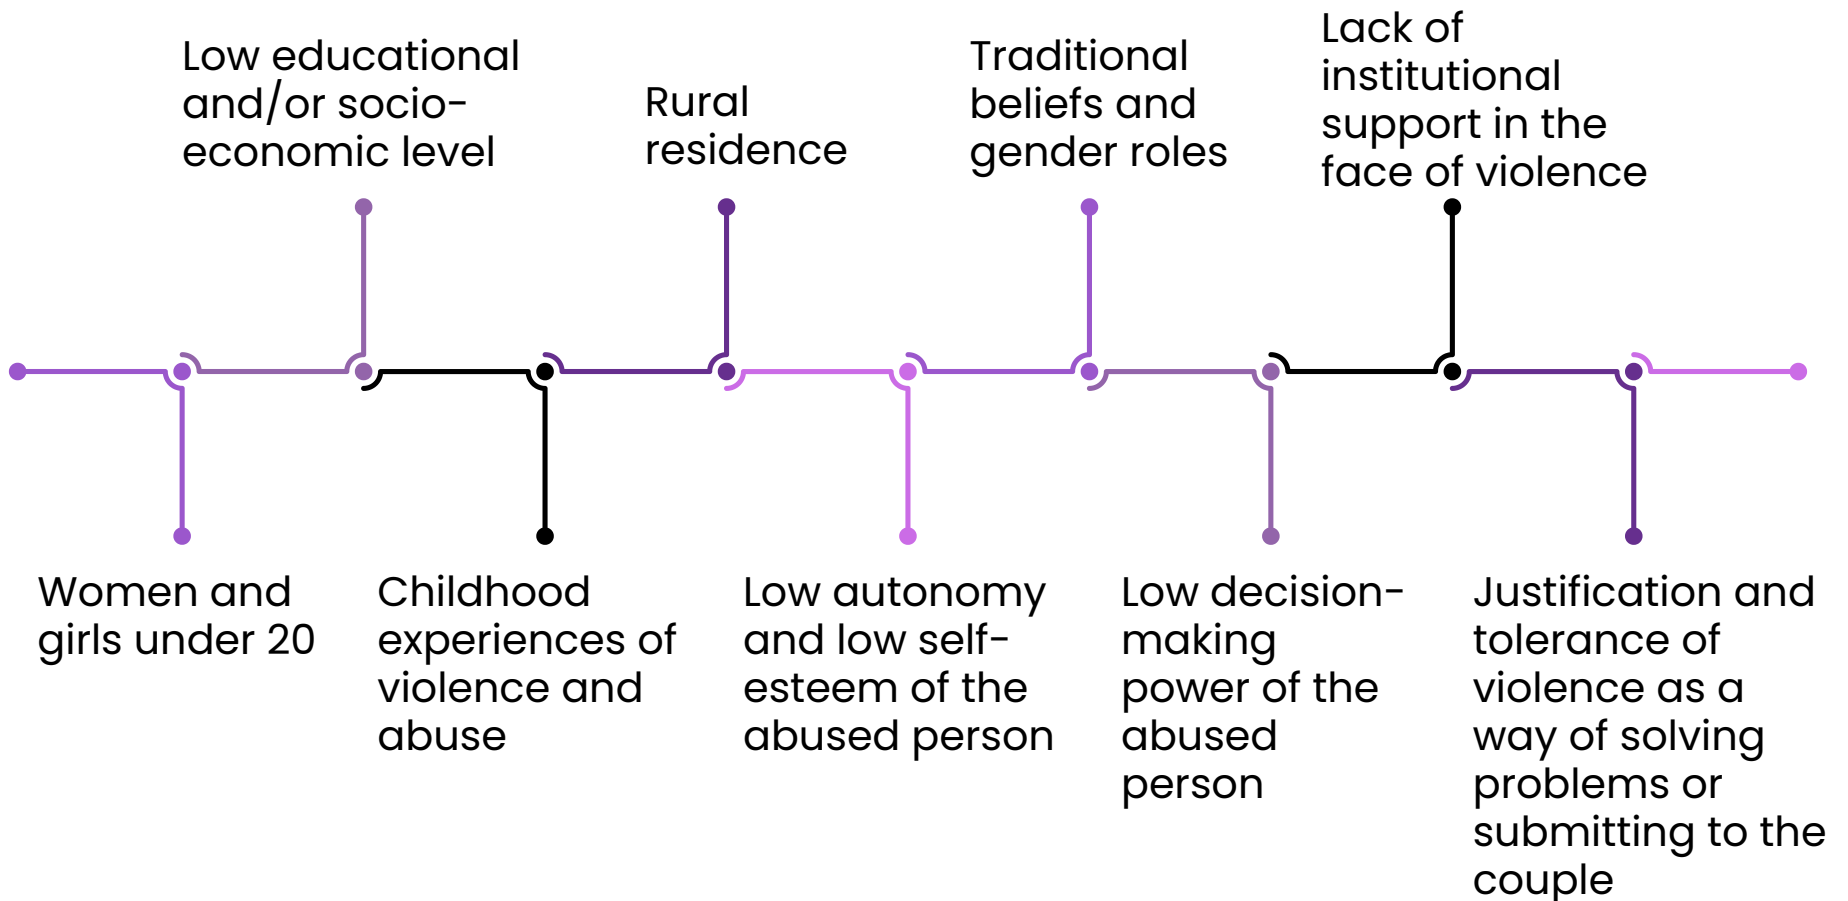 Low educational
and/or socio-
economic level
Rural
residence
Traditional
beliefs and
gender roles
Lack of
institutional
support in the
face of violence
Women and
girls under 20
Childhood
experiences of
violence and
abuse
Low autonomy
and low self-
esteem of the
abused person
Low decision-
making
power of the
abused
person
Justification and
tolerance of
violence as a
way of solving
problems or
submitting to the
couple